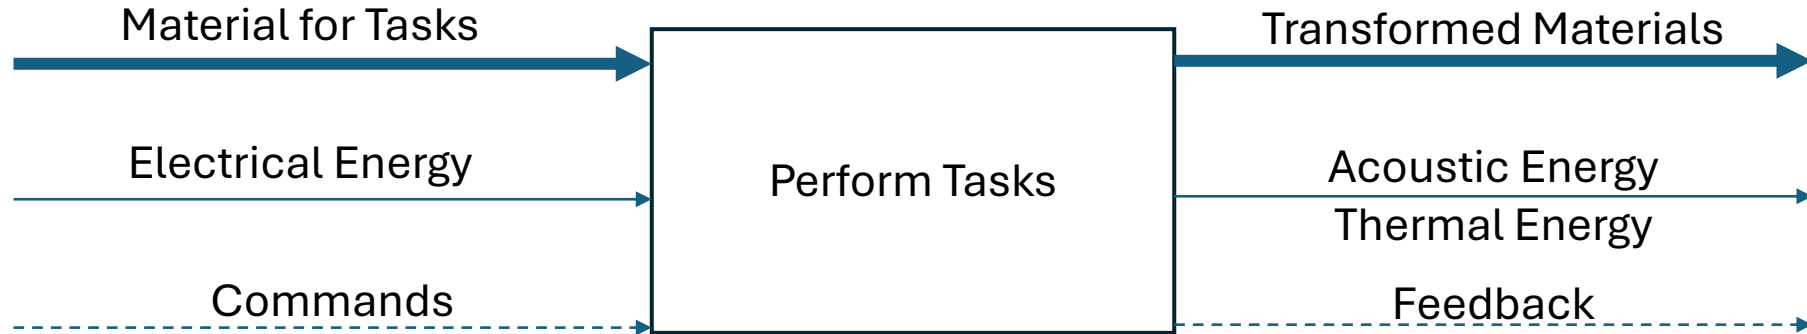 Material for Tasks
Transformed Materials
Electrical Energy
Perform Tasks
Acoustic Energy
Thermal Energy
Commands
Feedback